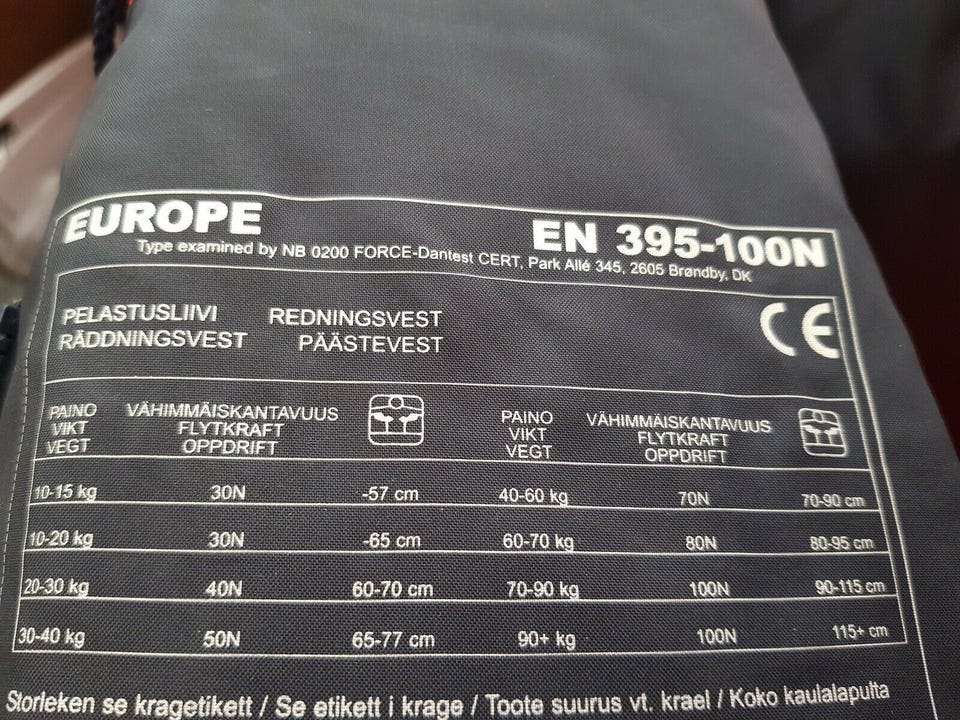 EUROPE
EN 395-100N
Type examined by NB 0200 FORCE-Dantest CERT, Park Allé 345, 2605 Brøndby, DK
PELASTUSLIIVI REDNINGSVEST
RÄDDNINGSVEST PÄÄSTEVEST
CE
PAINO VÄHIMMÄISKANTAVUUS PAINO VÄHIMMÄISKANTAVUUS
VIKT FLYTKRAFT VIKT FLYTKRAFT
VEGT OPPDRIFT VEGT OPPDRIFT
10-15 kg 30N -57 cm 40-60 kg 70N 70-90 cm
10-20 kg 30N -65 cm 60-70 kg 80N 80-95 cm
20-30 kg 40N 60-70 cm 70-90 kg 100N 90-115 cm
30-40 kg 50N 65-77 cm 90+ kg 100N 115+ cm
Storleken se kragetikett / Se etikett i krage / Toote suurus vt. krael / Koko kaulalapulta